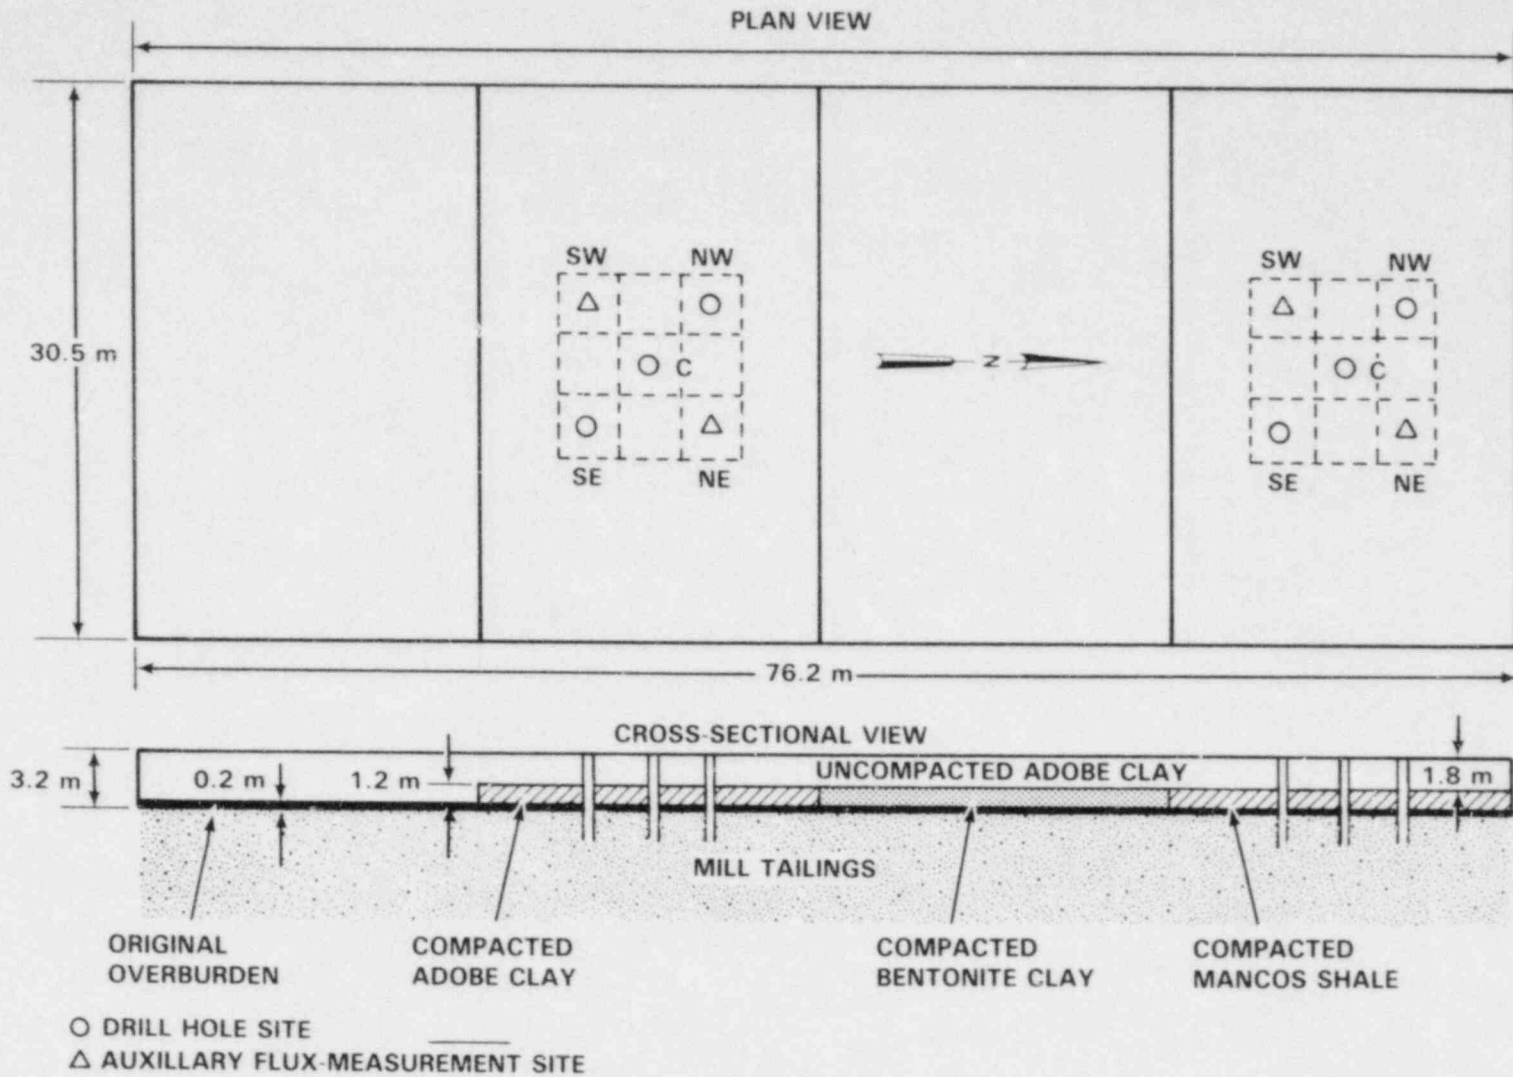 PLAN VIEW
SW NW
SW NW
30.5 m
C
N
C
SE NE
SE NE
76.2 m
CROSS-SECTIONAL VIEW
3.2 m
0.2 m
1.2 m
UNCOMPACTED ADOBE CLAY
1.8 m
MILL TAILINGS
ORIGINAL
OVERBURDEN
COMPACTED
ADOBE CLAY
COMPACTED
BENTONITE CLAY
COMPACTED
MANCOS SHALE
DRILL HOLE SITE
AUXILLARY FLUX-MEASUREMENT SITE